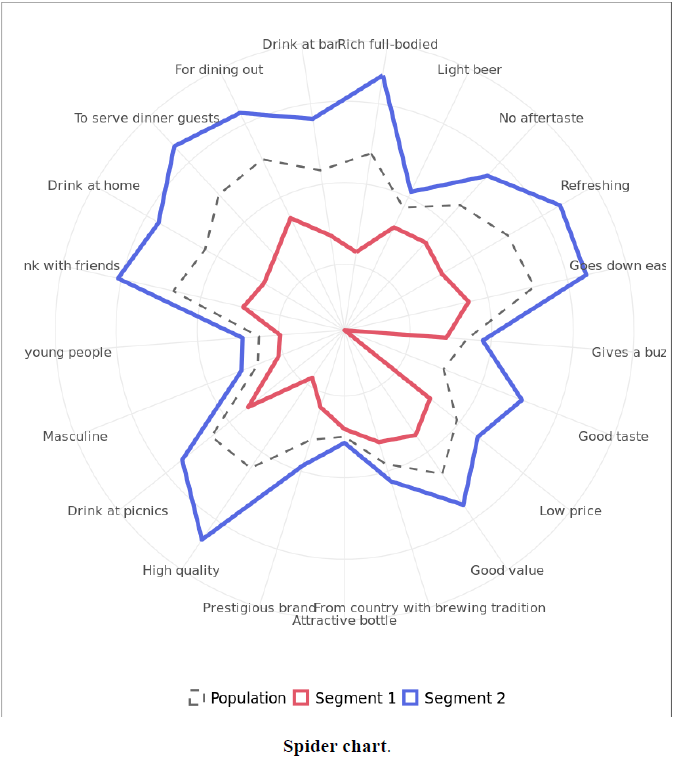 Drink at bar
Rich full-bodied
For dining out
Light beer
To serve dinner guests
No aftertaste
Drink at home
Refreshing
nk with friends
Goes down eas
young people
Gives a buz
Masculine
Good taste
Drink at picnics
Low price
High quality
Good value
Prestigious brand
From country with brewing tradition
Attractive bottle
Population
Segment 1
Segment 2
Spider chart.